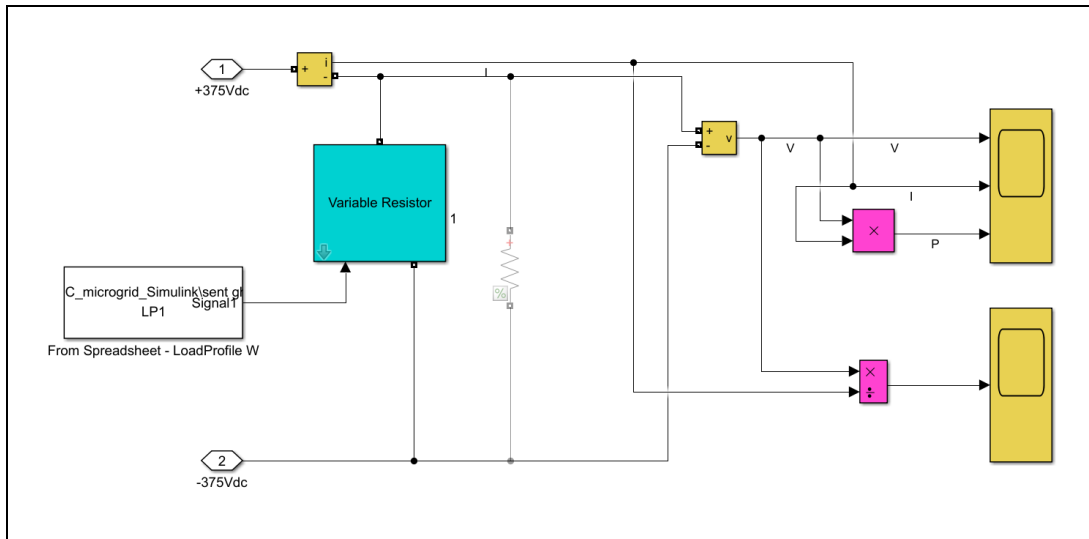 1
+375Vdc
+
i
-
I
Variable Resistor
1
C_microgrid_Simulink\sent gl
Signal1
LP1
From Spreadsheet - LoadProfile W
+
%
2
-375Vdc
+
-
v
V
V
I
×
P
×
÷